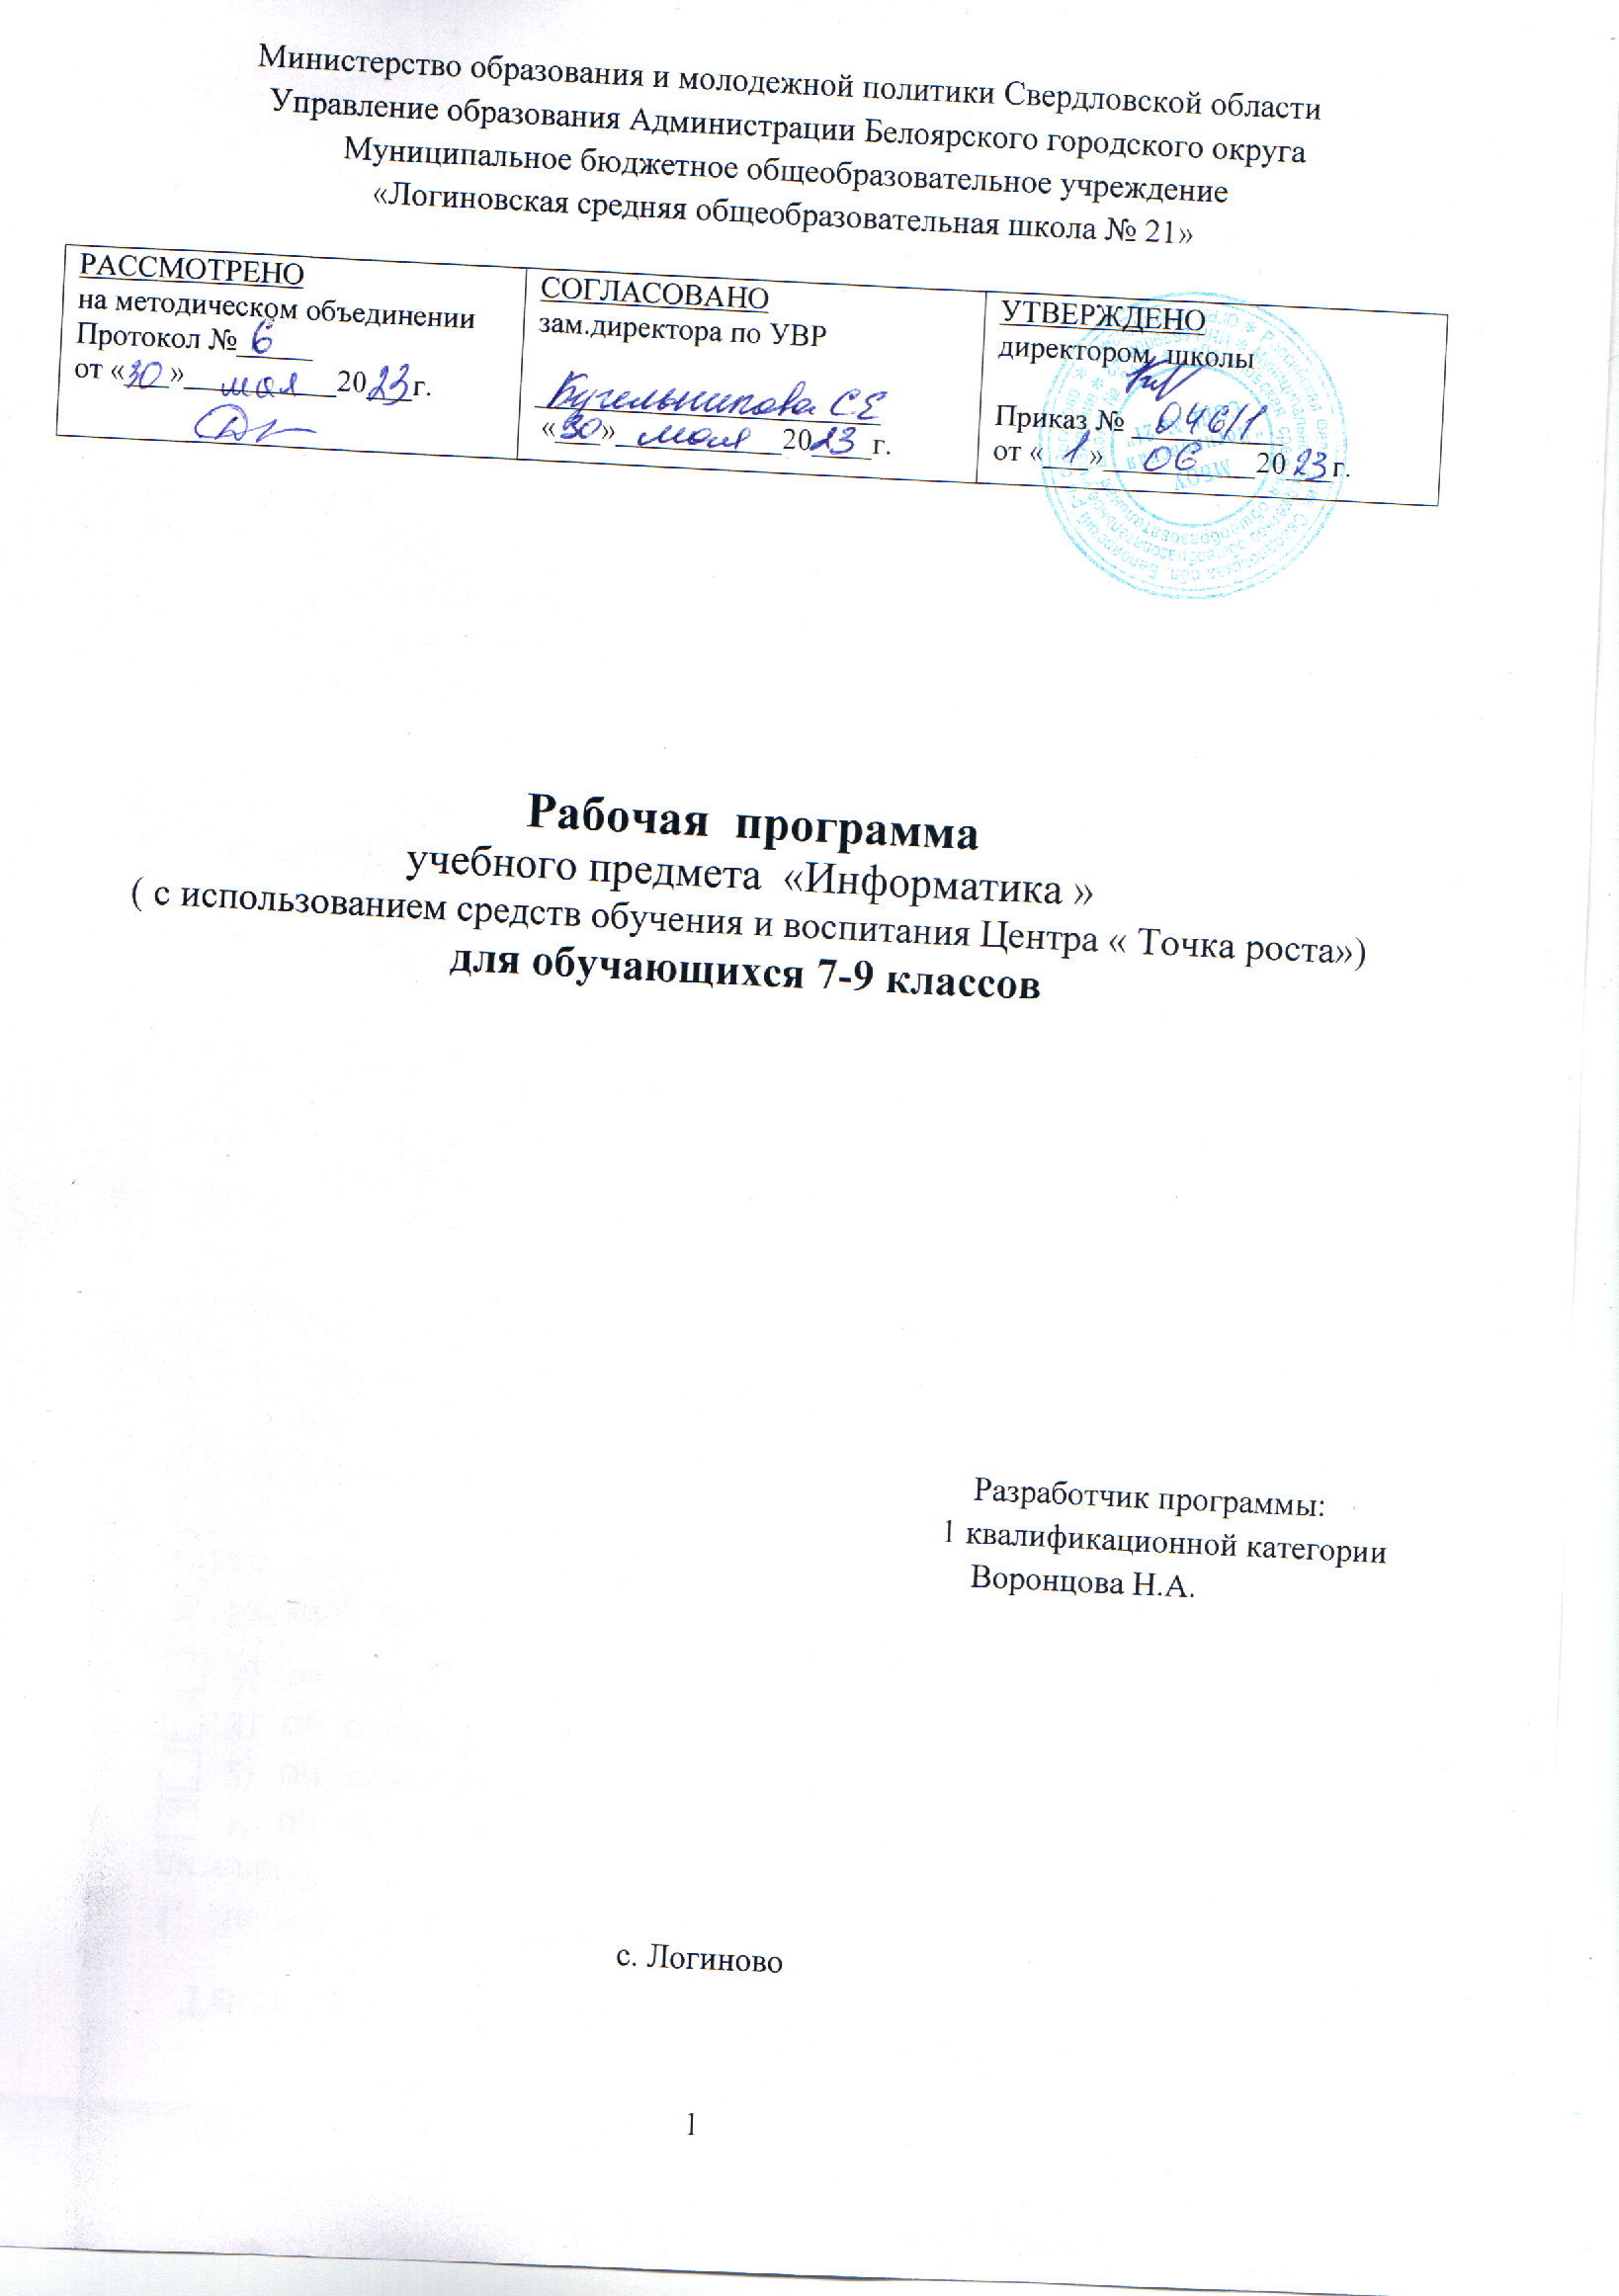 Министерство образования и молодежной политики Свердловской области
Управление образования Администрации Белоярского городского округа
Муниципальное бюджетное общеобразовательное учреждение
«Логиновская средняя общеобразовательная школа № 21»
РАССМОТРЕНО
на методическом объединении
Протокол № 6
от «30» мая 2023г.
СОГЛАСОВАНО
зам.директора по УВР
С Е
«30» мая 2023 г.
УТВЕРЖДЕНО
директором школы
Приказ № 046/1
от «1» 06 2023г.
Рабочая программа
учебного предмета «Информатика »
( с использованием средств обучения и воспитания Центра « Точка роста»)
для обучающихся 7-9 классов
Разработчик программы:
1 квалификационной категории
Воронцова Н.А.
с. Логиново
1